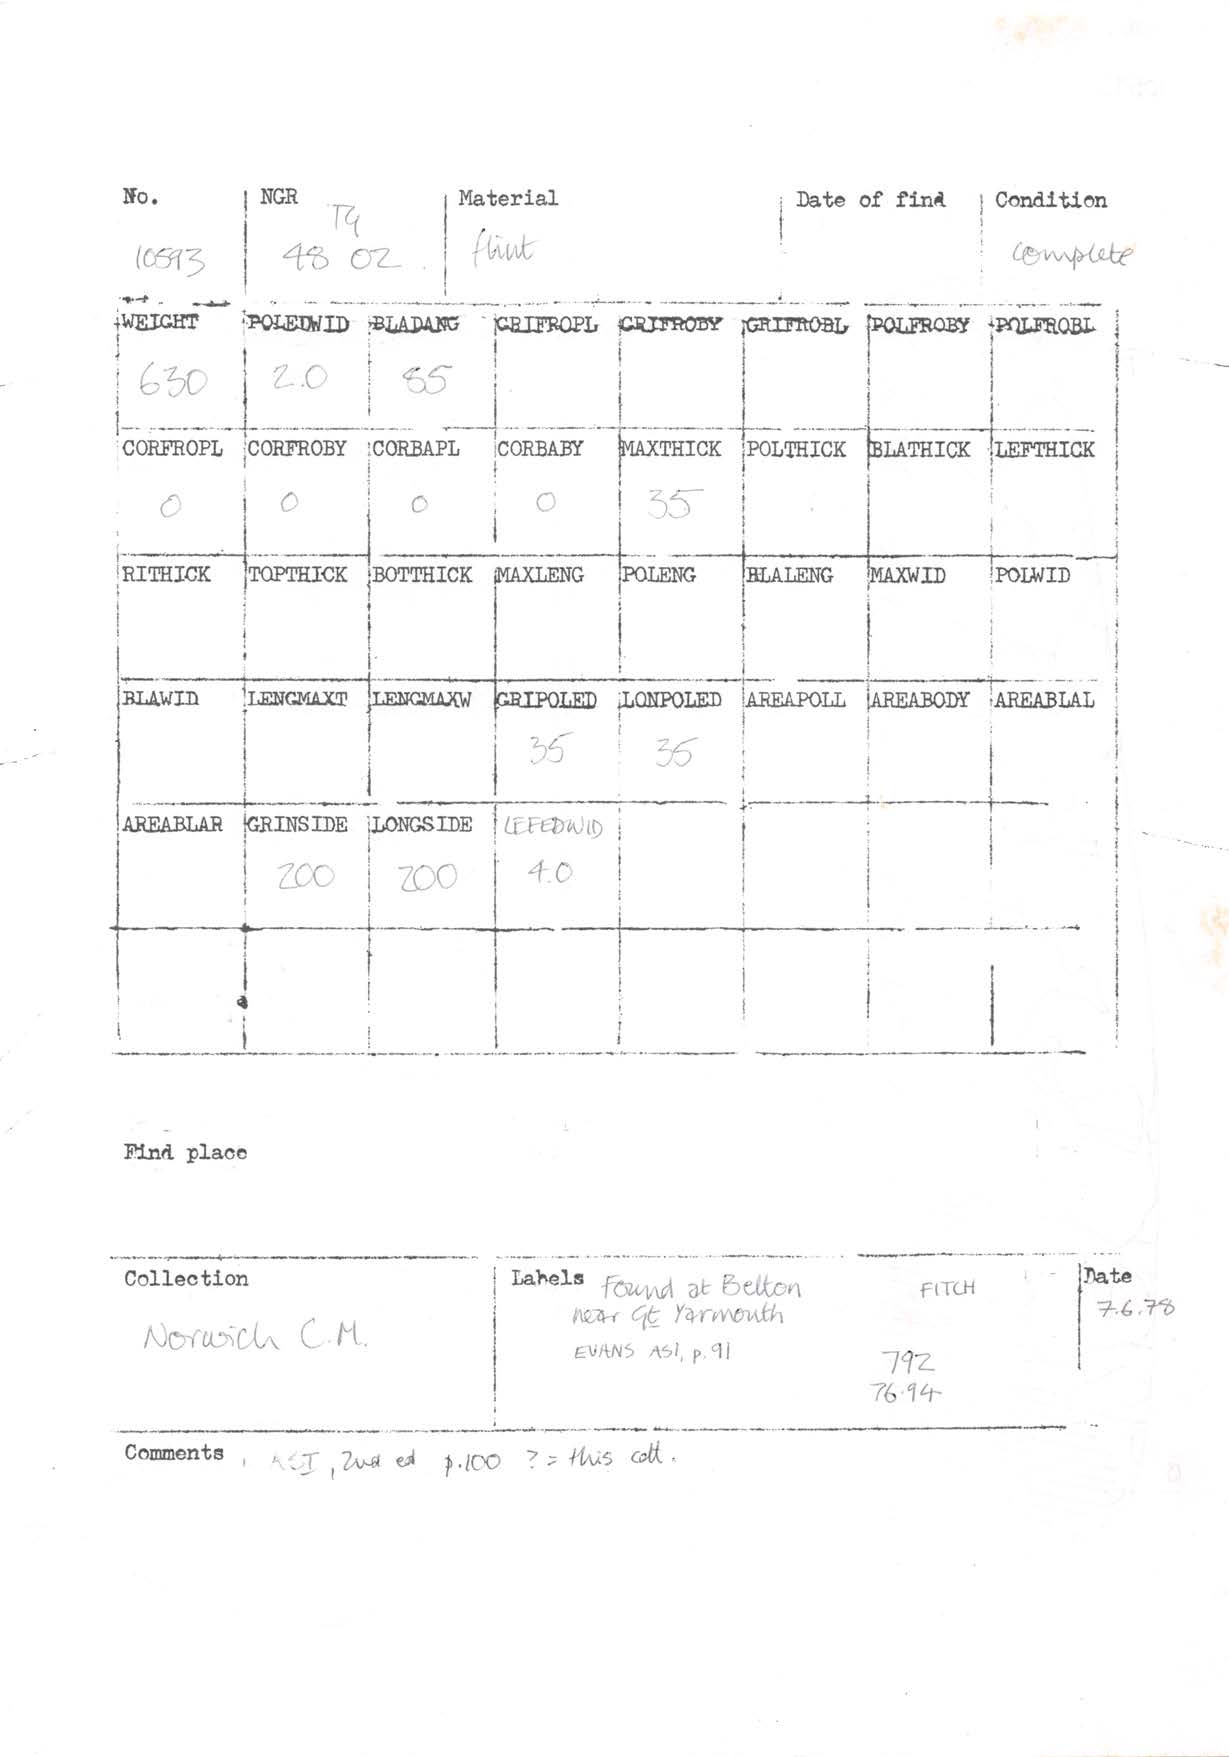 No. NGR Material Date of find Condition
TG
10593 48 02 flint complete
WEIGHT POLEDWID BLADANG GRIFROPL GRIFROBY GRIFROBL POLFROBY POLFROBL
630 2.0 85
CORFROPL CORFROBY CORBAPL CORBABY MAXTHICK POLTHICK BLATHICK LEFTHICK
0 0 0 0 35
RITHICK TOPTHICK BOTTHICK MAXLENG POLENG BLALENG MAXWID POLWID
BLAWID LENGMAXT LENGMAXW GRIPOLED LONPOLED AREAPOLL AREABODY AREABLAL
35 35
AREABLAR GRINSIDE LONGSIDE LEFEDWID
200 200 4.0
Find place
Collection Labels Found at Belton FITCH Date
near Gt Yarmouth 7.6.78
Norwich C.M.
EVANS ASI, p.91 792
76.94
Comments ASI, 2nd ed p.100 ? = this coll.